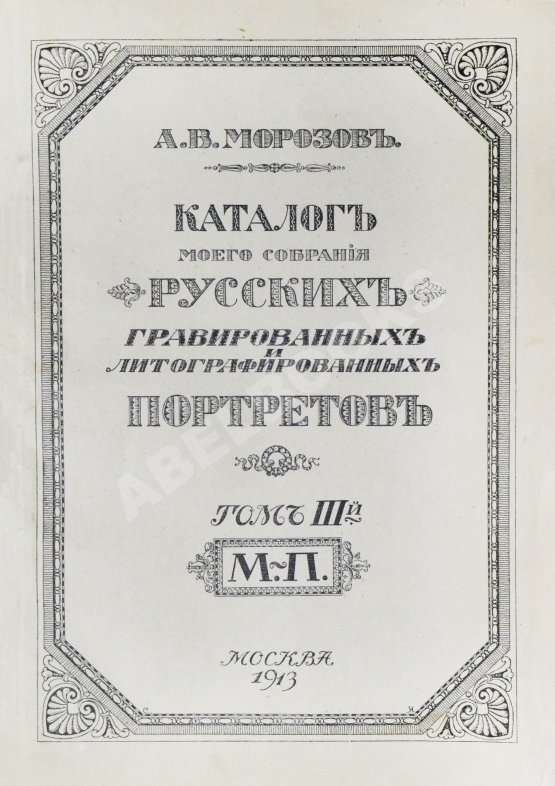 А.В. МОРОЗОВЪ.
КАТАЛОГЪ
МОЕГО СОБРАНІЯ
РУССКИХЪ
ГРАВИРОВАННЫХЪ
И
ЛИТОГРАФИРОВАННЫХЪ
ПОРТРЕТОВЪ
ТОМЪ IIIй
М.~П.
МОСКВА
1913
С. Я.